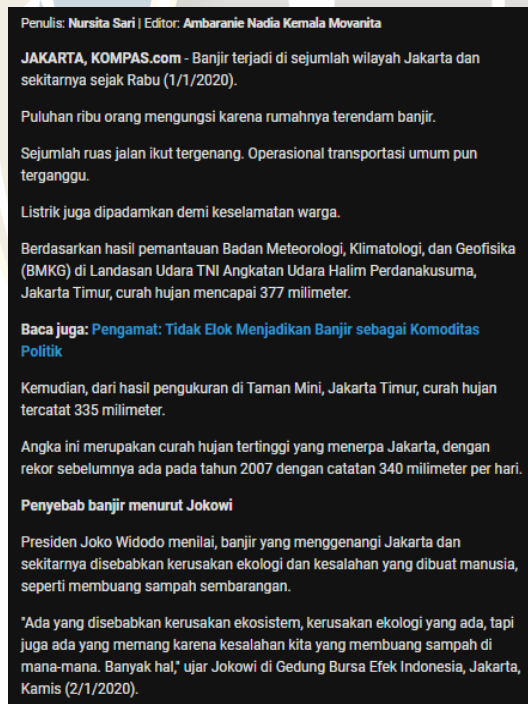 Penulis: Nursita Sari | Editor: Ambaranie Nadia Kemala Movanita
JAKARTA, KOMPAS.com - Banjir terjadi di sejumlah wilayah Jakarta dan
sekitarnya sejak Rabu (1/1/2020).
Puluhan ribu orang mengungsi karena rumahnya terendam banjir.
Sejumlah ruas jalan ikut tergenang. Operasional transportasi umum pun
terganggu.
Listrik juga dipadamkan demi keselamatan warga.
Berdasarkan hasil pemantauan Badan Meteorologi, Klimatologi, dan Geofisika
(BMKG) di Landasan Udara TNI Angkatan Udara Halim Perdanakusuma,
Jakarta Timur, curah hujan mencapai 377 milimeter.
Baca juga: Pengamat: Tidak Elok Menjadikan Banjir sebagai Komoditas
Politik
Kemudian, dari hasil pengukuran di Taman Mini, Jakarta Timur, curah hujan
tercatat 335 milimeter.
Angka ini merupakan curah hujan tertinggi yang menerpa Jakarta, dengan
rekor sebelumnya ada pada tahun 2007 dengan catatan 340 milimeter per hari.
Penyebab banjir menurut Jokowi
Presiden Joko Widodo menilai, banjir yang menggenangi Jakarta dan
sekitarnya disebabkan kerusakan ekologi dan kesalahan yang dibuat manusia,
seperti membuang sampah sembarangan.
"Ada yang disebabkan kerusakan ekosistem, kerusakan ekologi yang ada, tapi
juga ada yang memang karena kesalahan kita yang membuang sampah di
mana-mana. Banyak hal," ujar Jokowi di Gedung Bursa Efek Indonesia, Jakarta,
Kamis (2/1/2020).